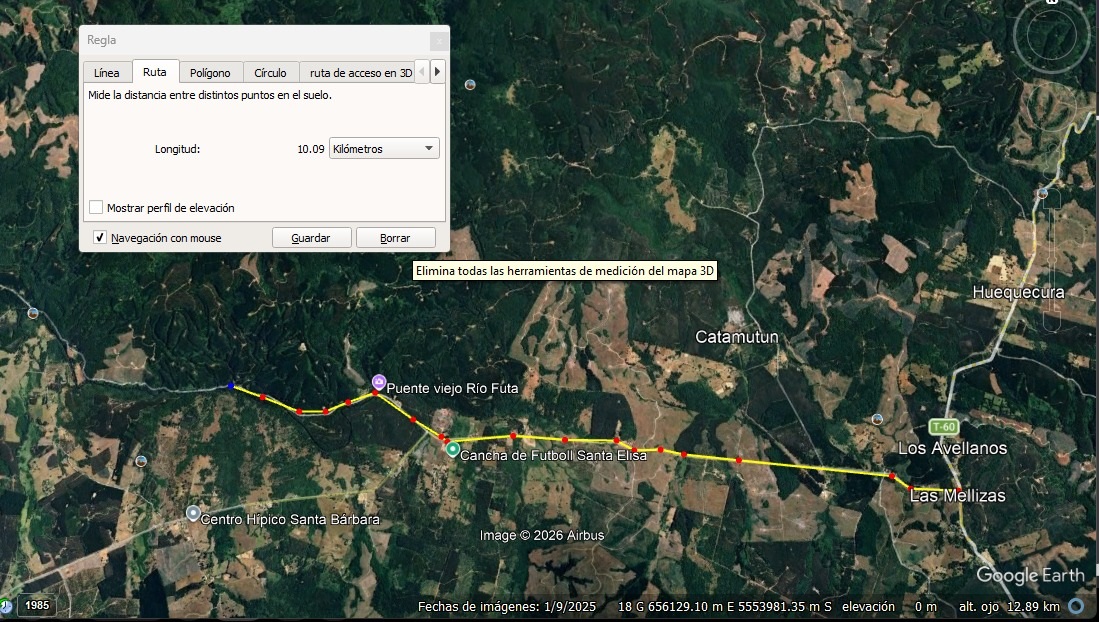 Regla
Línea Ruta Polígono Círculo ruta de acceso en 3D
Mide la distancia entre distintos puntos en el suelo.
Longitud: 10.09 Kilómetros
Mostrar perfil de elevación
Navegación con mouse Guardar Borrar
Elimina todas las herramientas de medición del mapa 3D
Huequecura
Catamutun
Puente viejo Río Futa
T-60
Los Avellanos
Cancha de Futboll Santa Elisa
Las Mellizas
Centro Hípico Santa Bárbara
Image © 2026 Airbus
Google Earth
1985
Fechas de imágenes: 1/9/2025 18 G 656129.10 m E 5553981.35 m S elevación 0 m alt. ojo 12.89 km